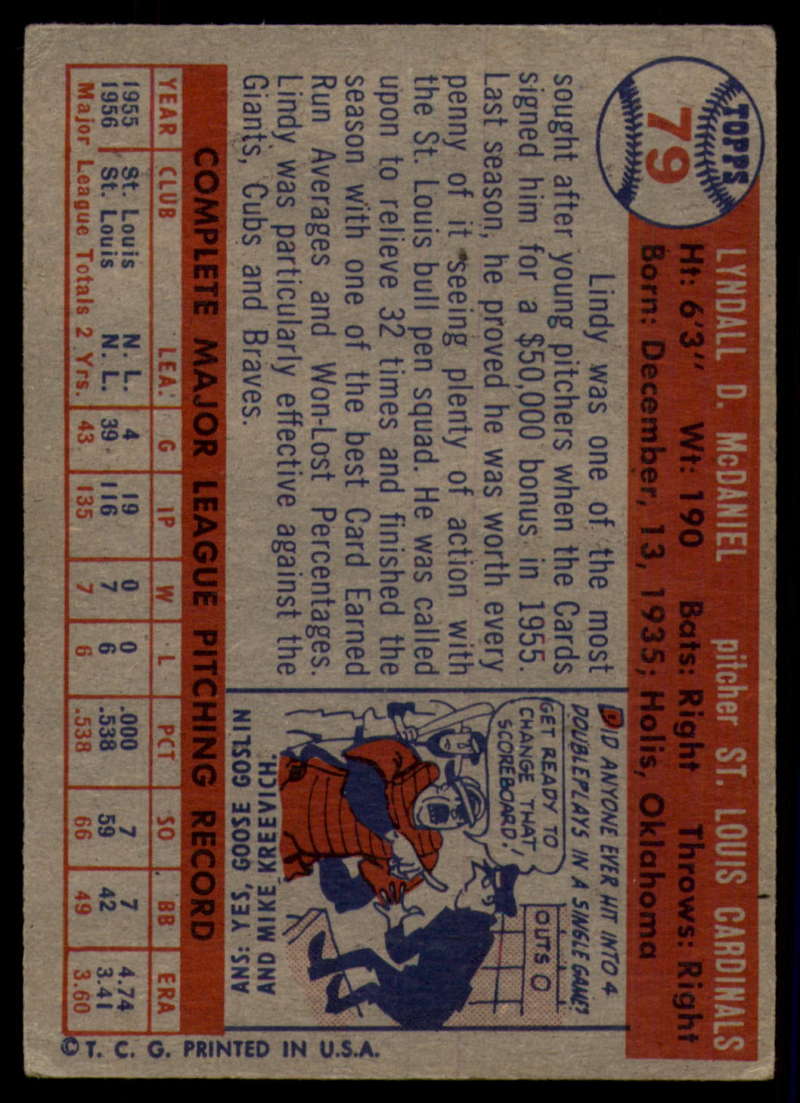 TOPPS
79
LYNDALL D. McDANIEL pitcher ST. LOUIS CARDINALS
Ht: 6'3" Wt: 190 Bats: Right Throws: Right
Born: December, 13, 1935; Holis, Oklahoma
Lindy was one of the most
sought after young pitchers when the Cards
signed him for a $50,000 bonus in 1955.
Last season, he proved he was worth every
penny of it seeing plenty of action with
the St. Louis bull pen squad. He was called
upon to relieve 32 times and finished the
season with one of the best Card Earned
Run Averages and Won-Lost Percentages.
Lindy was particularly effective against the
Giants, Cubs and Braves.
DID ANYONE EVER HIT INTO 4
DOUBLEPLAYS IN A SINGLE GAME?
GET READY TO
CHANGE THAT
SCOREBOARD!
OUTS O
ANS: YES, GOOSE GOSLIN
AND MIKE KREEVICH.
COMPLETE MAJOR LEAGUE PITCHING RECORD
YEAR CLUB LEA. G IP W L PCT SO BB ERA
1955 St. Louis N. L. 4 19 0 0 .000 7 7 4.74
1956 St. Louis N. L. 39 116 7 6 .538 59 42 3.41
Major League Totals 2 Yrs. 43 135 7 6 .538 66 49 3.60
© T. C. G. PRINTED IN U.S.A.